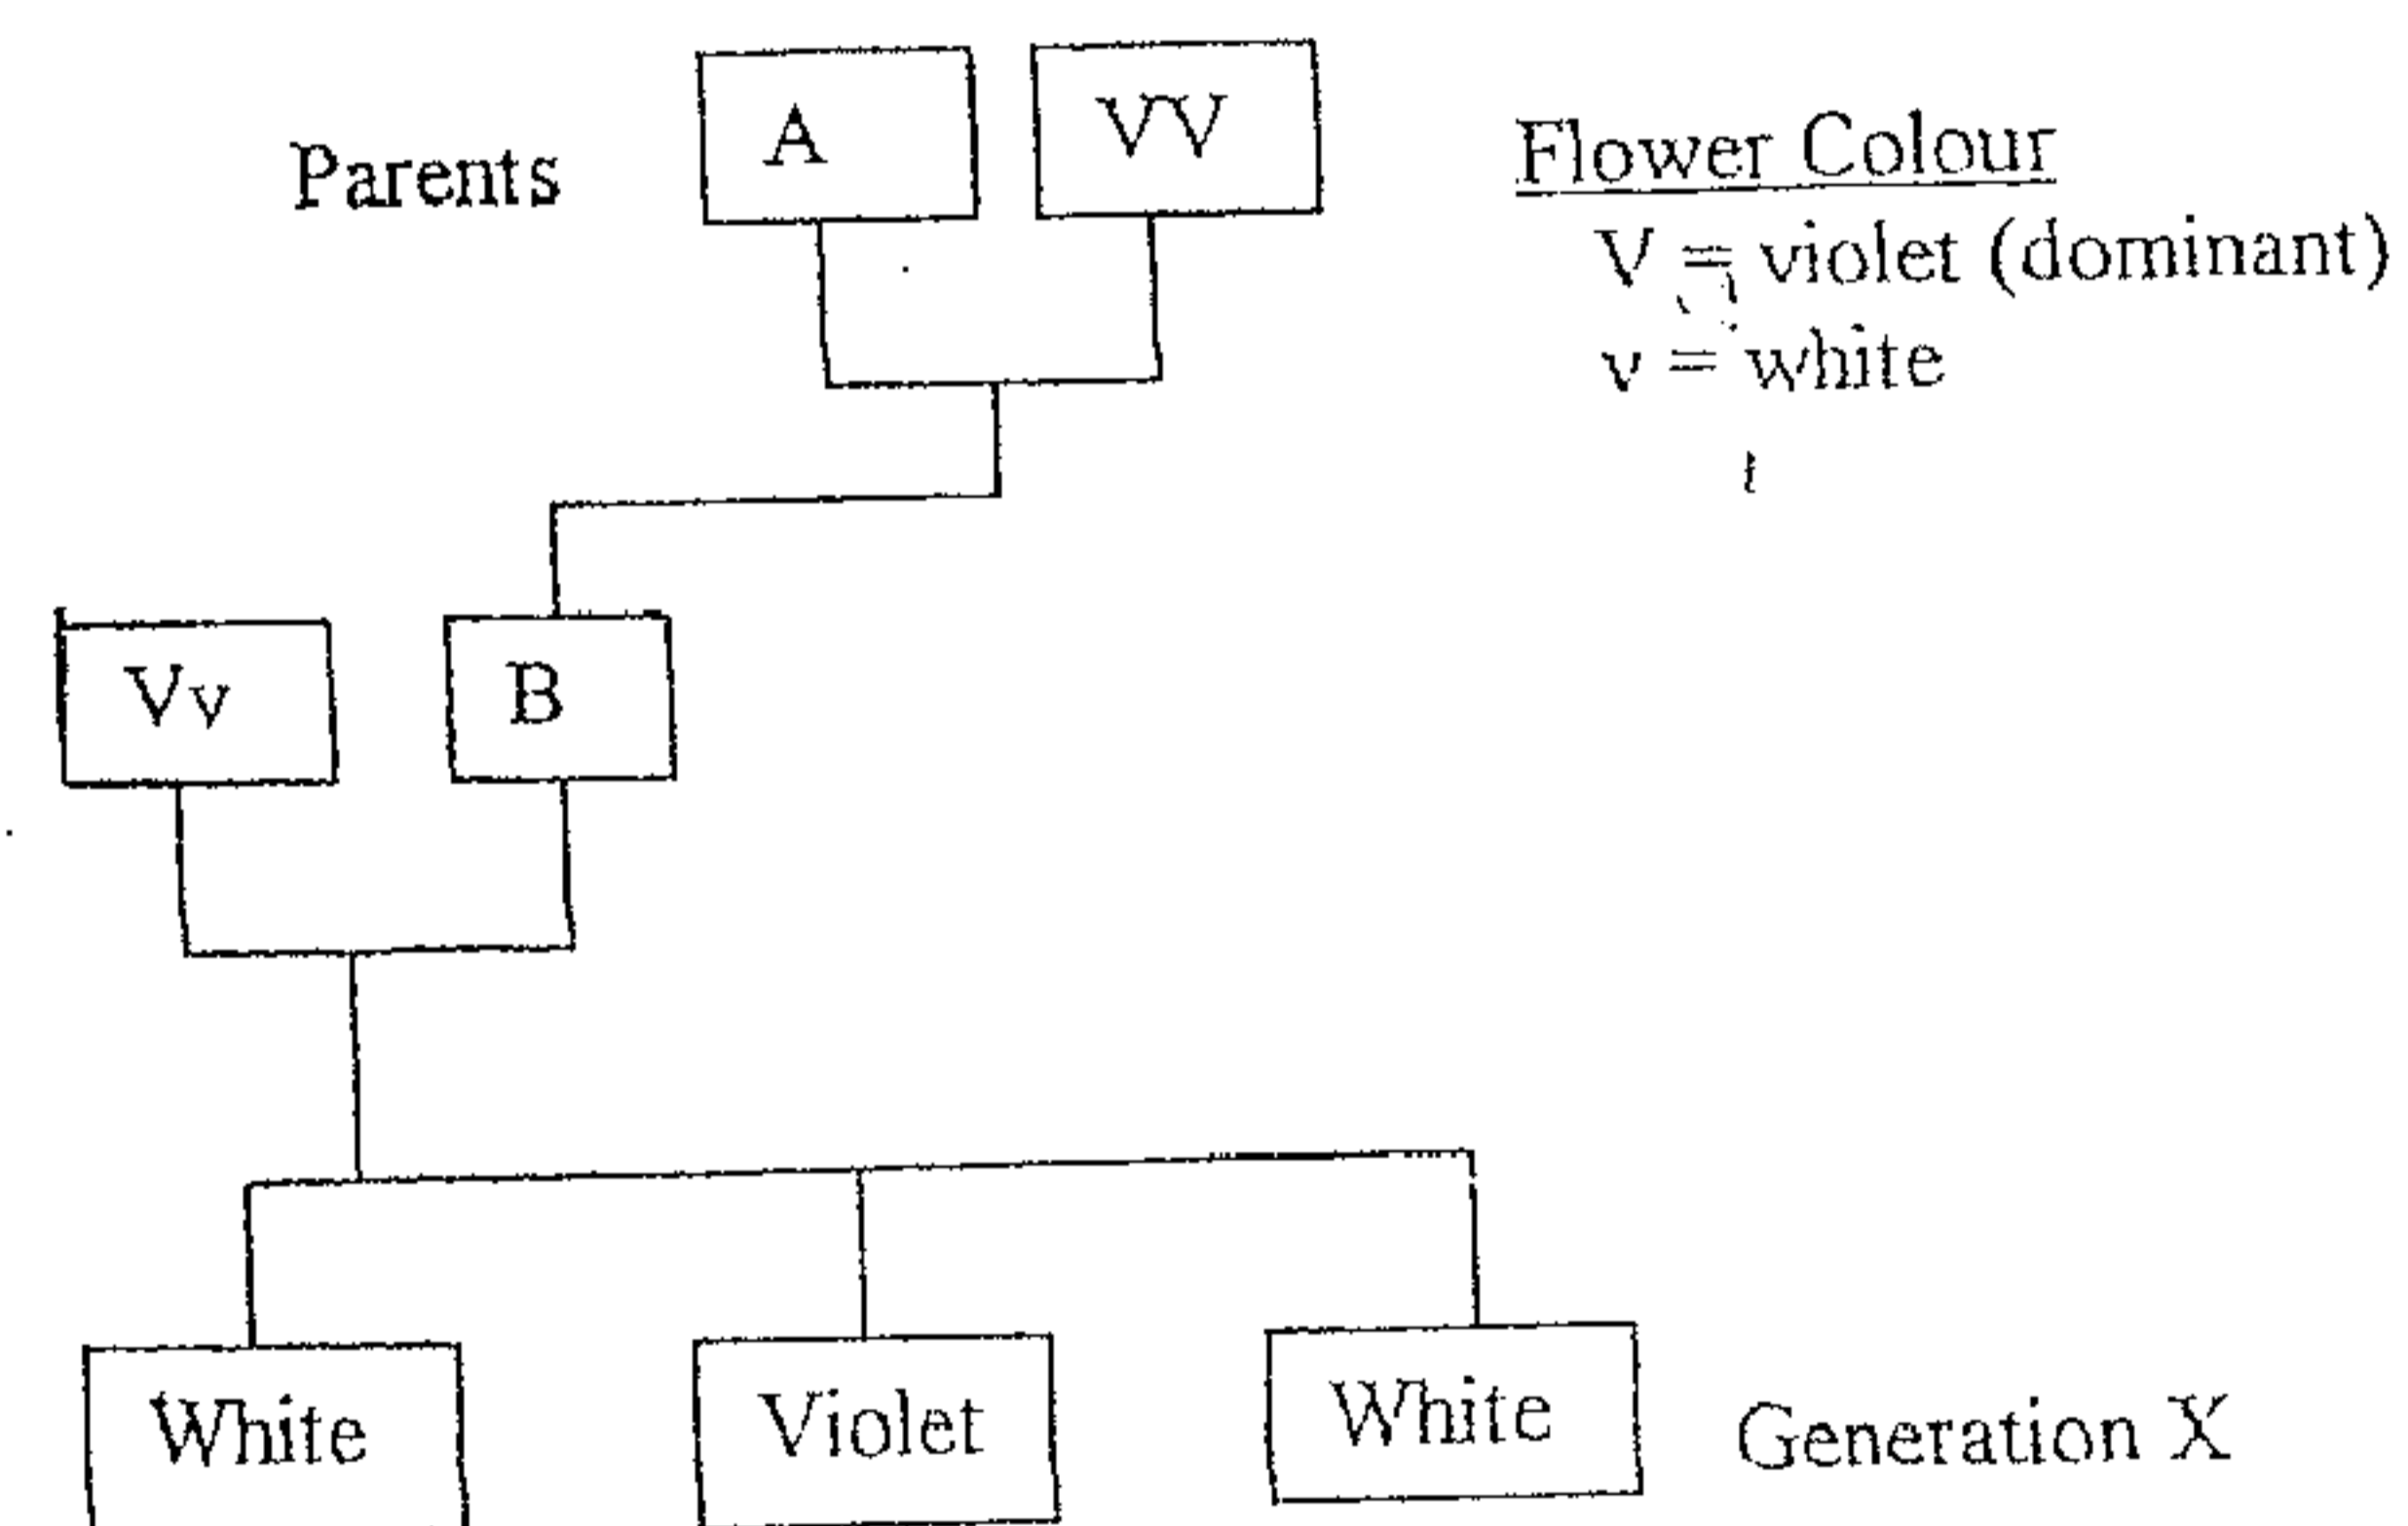 Parents
A
VV
Flower Colour
V = violet (dominant)
v = white
Vv
B
White
Violet
White
Generation X